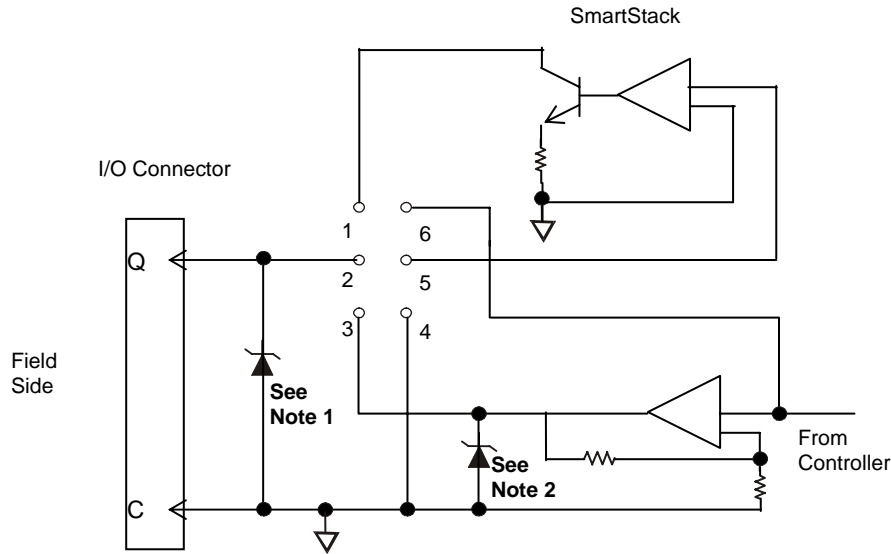 SmartStack
I/O Connector
1
6
Q
2
5
3
4
Field
Side
See
Note 1
See
Note 2
From
Controller
C